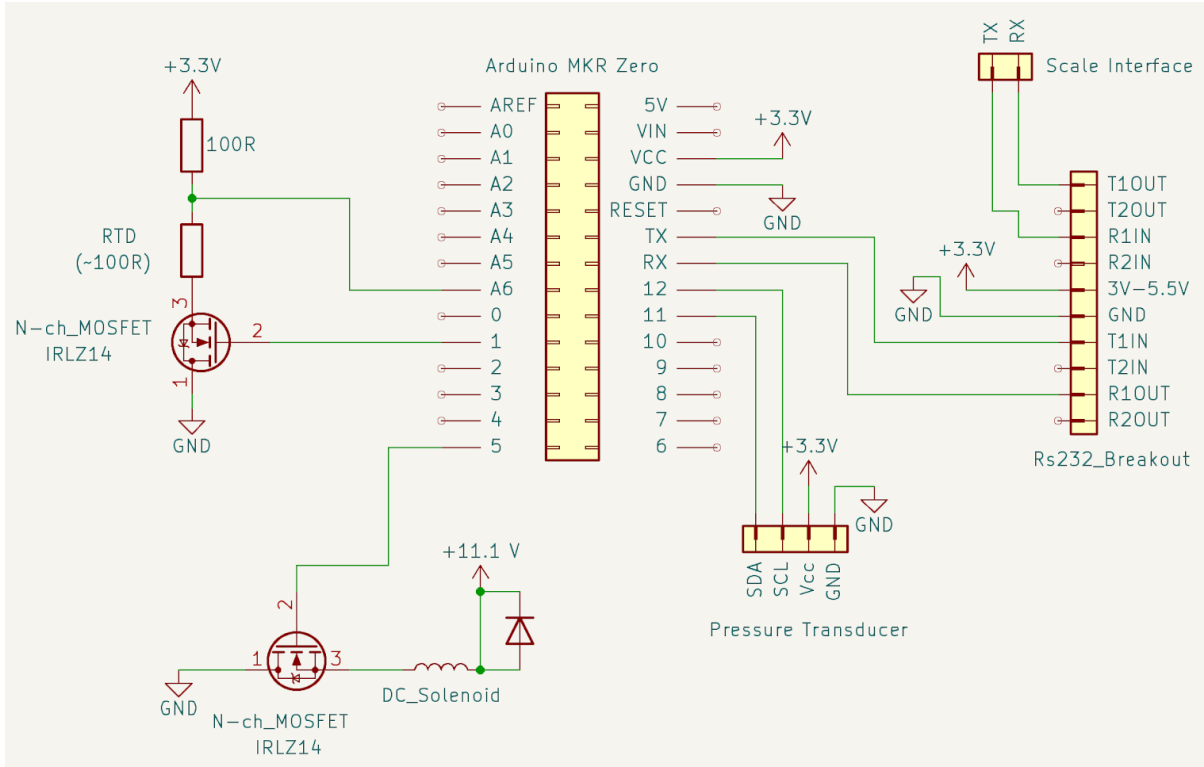 +3.3V
100R
RTD
(~100R)
3
2
1
N-ch_MOSFET
IRLZ14
GND
Arduino MKR Zero
AREF
A0
A1
A2
A3
A4
A5
A6
0
1
2
3
4
5
5V
VIN
VCC
GND
RESET
TX
RX
12
11
10
9
8
7
6
+3.3V
GND
TX
RX
Scale Interface
+3.3V
GND
T1OUT
T2OUT
R1IN
R2IN
3V-5.5V
GND
T1IN
T2IN
R1OUT
R2OUT
Rs232_Breakout
+3.3V
GND
SDA
SCL
Vcc
GND
Pressure Transducer
+11.1 V
2
1
3
GND
DC_Solenoid
N-ch_MOSFET
IRLZ14